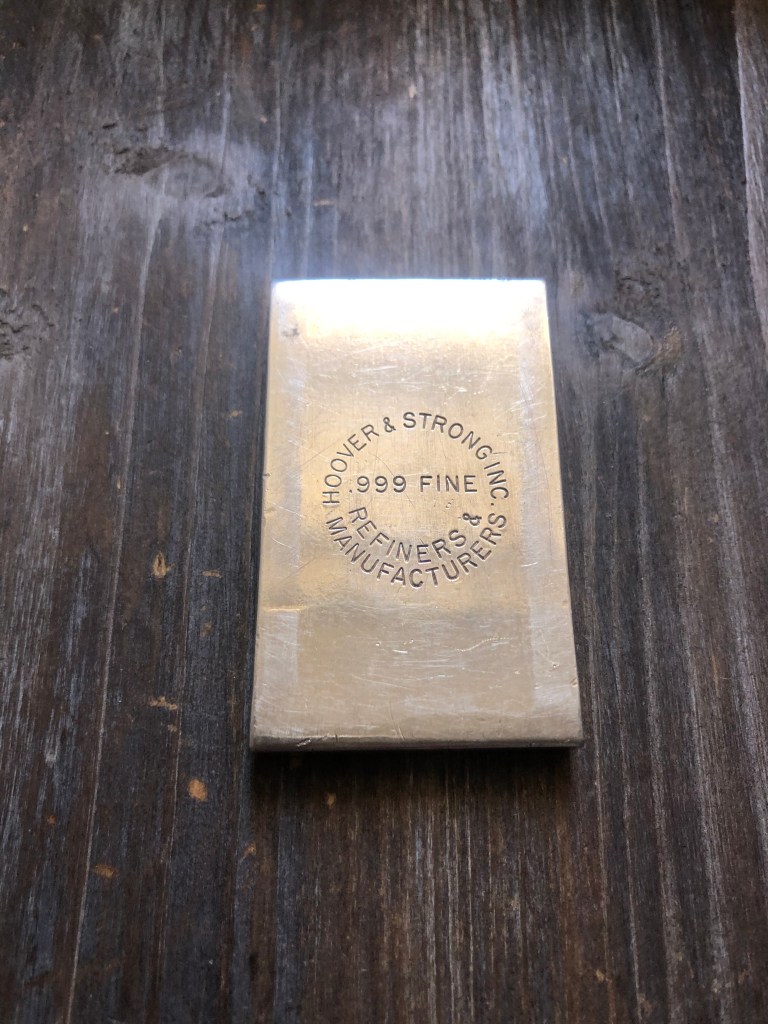 HOOVER & STRONG INC.
.999 FINE
REFINERS &
MANUFACTURERS